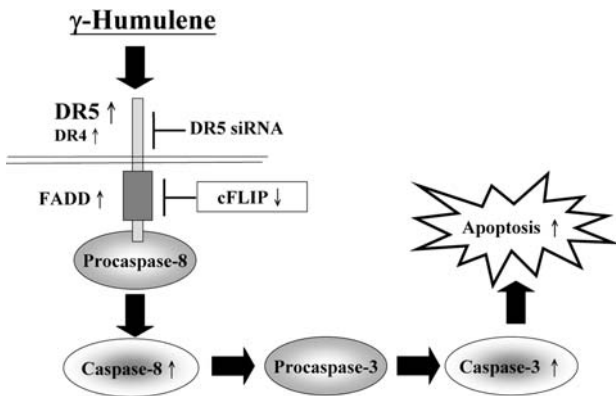 γ-Humulene
DR5 ↑
DR4 ↑
DR5 siRNA
FADD ↑
cFLIP ↓
Procaspase-8
Apoptosis ↑
Caspase-8 ↑
Procaspase-3
Caspase-3 ↑